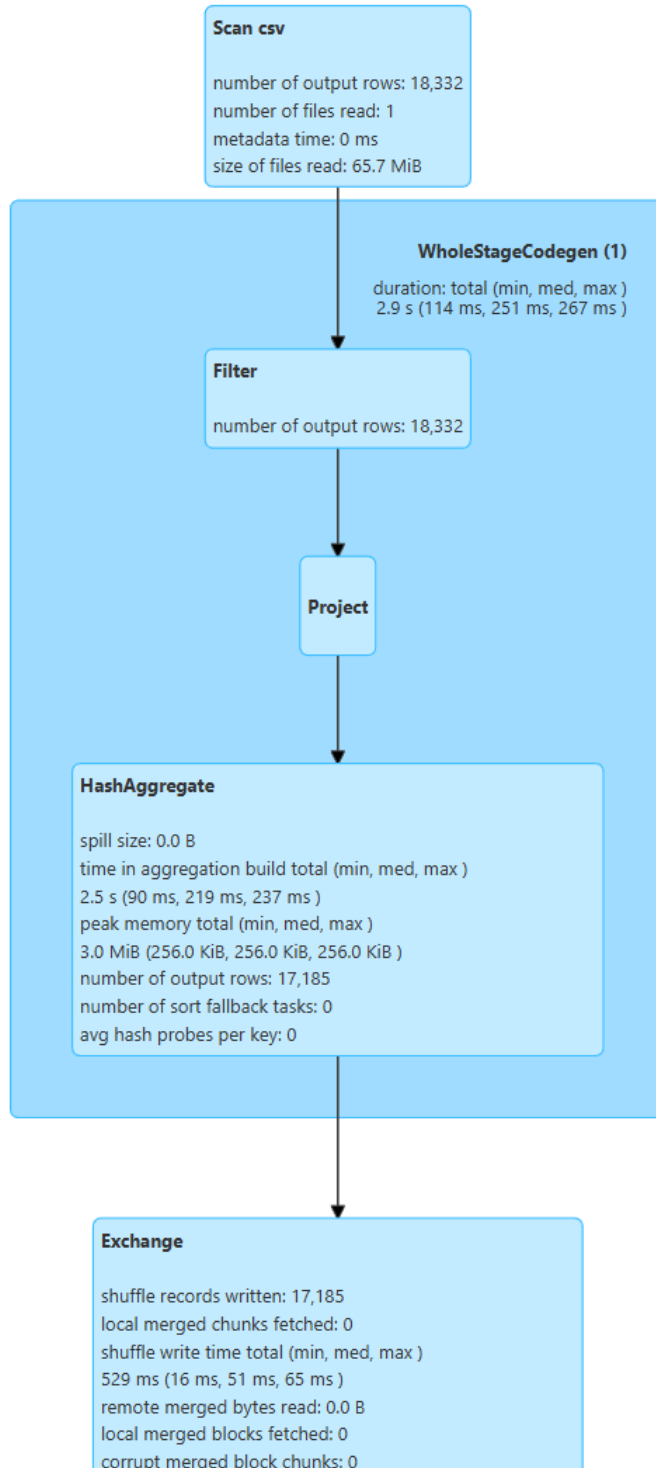 Scan csv
number of output rows: 18,332
number of files read: 1
metadata time: 0 ms
size of files read: 65.7 MiB
WholeStageCodegen (1)
duration: total (min, med, max )
2.9 s (114 ms, 251 ms, 267 ms )
Filter
number of output rows: 18,332
Project
HashAggregate
spill size: 0.0 B
time in aggregation build total (min, med, max )
2.5 s (90 ms, 219 ms, 237 ms )
peak memory total (min, med, max )
3.0 MiB (256.0 KiB, 256.0 KiB, 256.0 KiB )
number of output rows: 17,185
number of sort fallback tasks: 0
avg hash probes per key: 0
Exchange
shuffle records written: 17,185
local merged chunks fetched: 0
shuffle write time total (min, med, max )
529 ms (16 ms, 51 ms, 65 ms )
remote merged bytes read: 0.0 B
local merged blocks fetched: 0
corrupt merged block chunks: 0